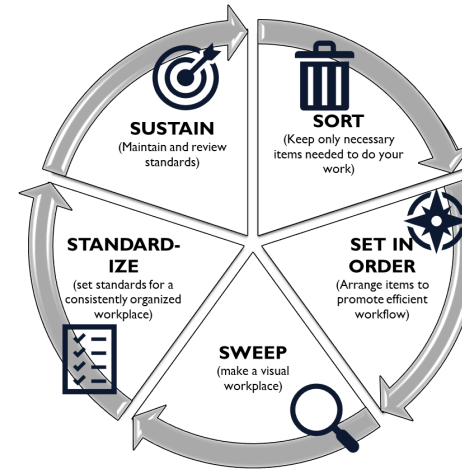 SUSTAIN
(Maintain and review
standards)
SORT
(Keep only necessary
items needed to do your
work)
STANDARD-
IZE
(set standards for a
consistently organized
workplace)
SET IN
ORDER
(Arrange items to
promote efficient
workflow)
SWEEP
(make a visual
workplace)